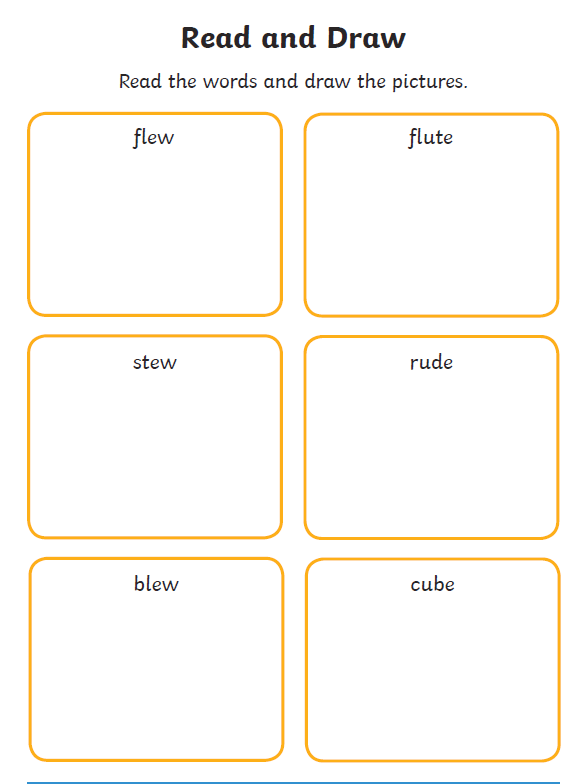 Read and Draw
Read the words and draw the pictures.
flew
flute
stew
rude
blew
cube